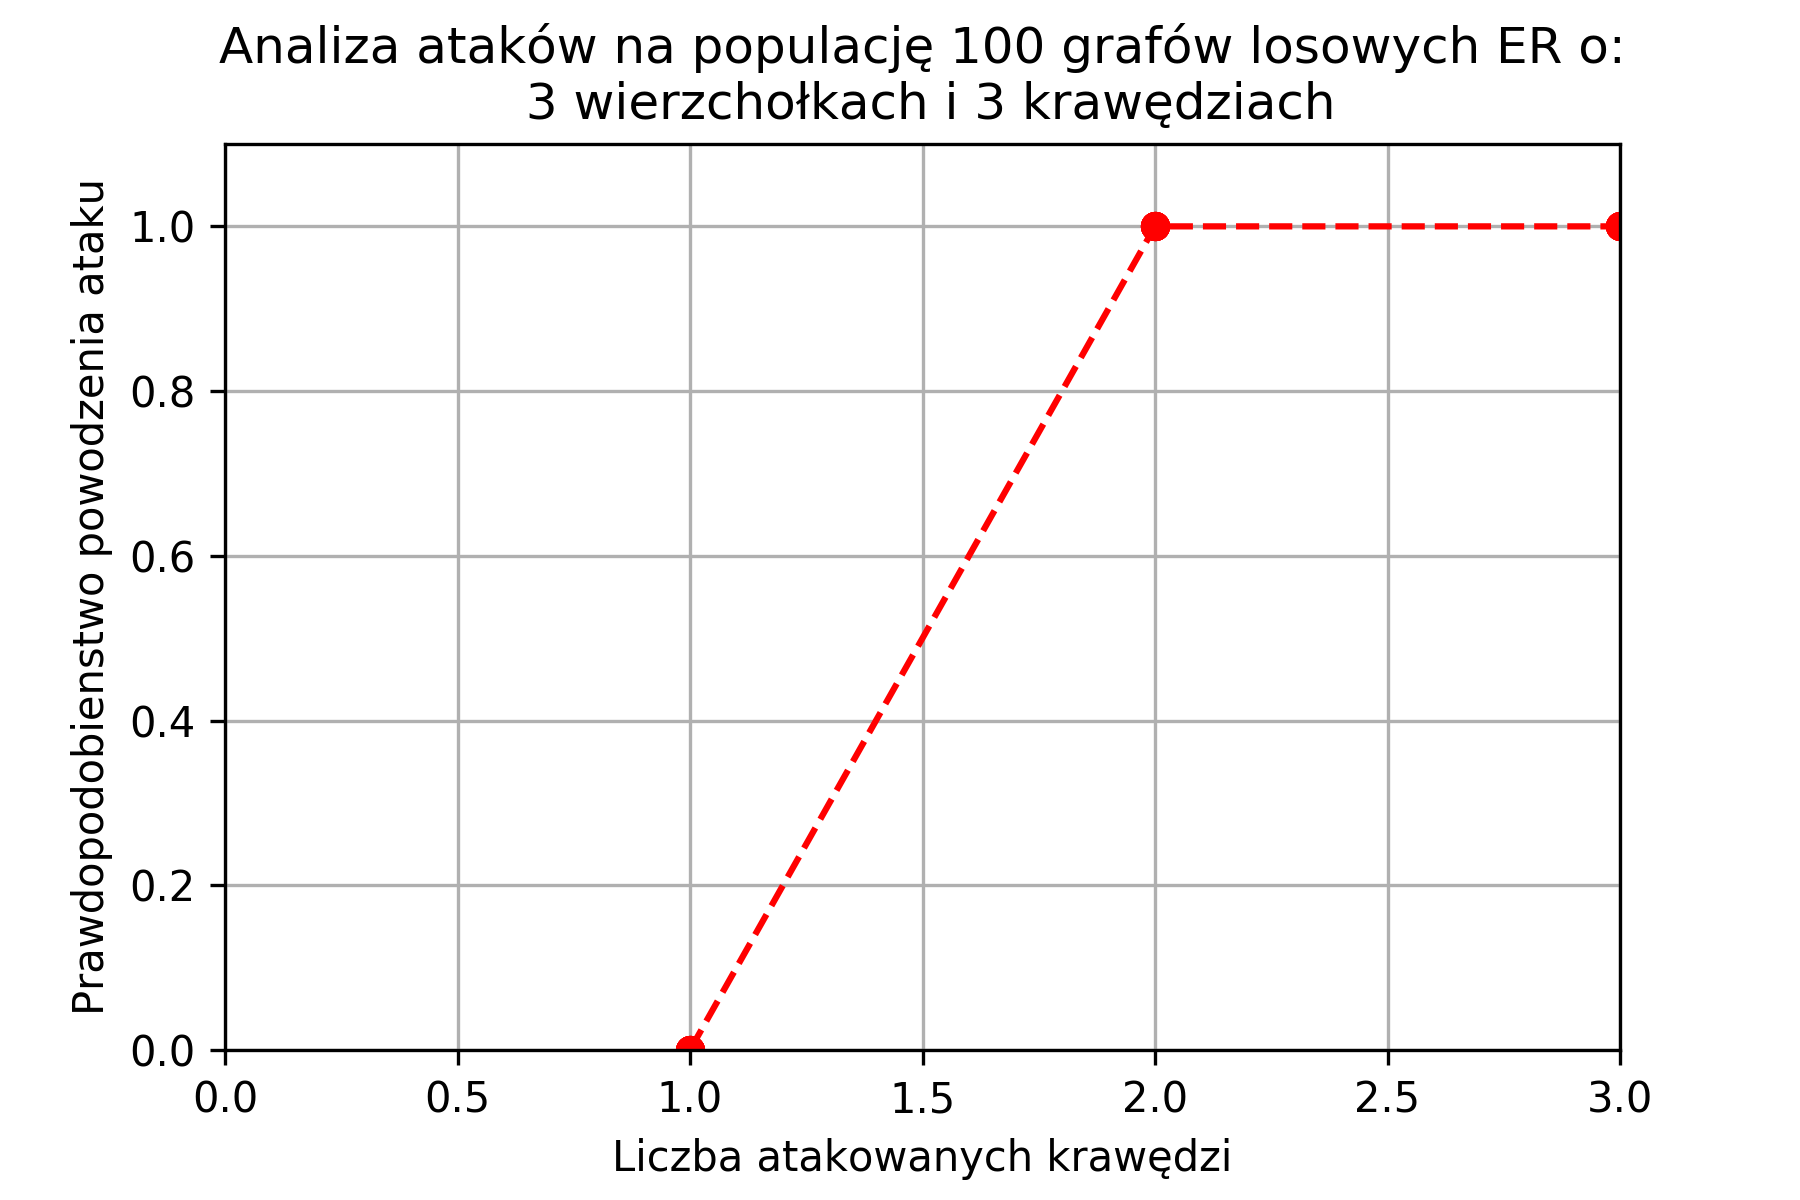 Analiza ataków na populację 100 grafów losowych ER o:
3 wierzchołkach i 3 krawędziach
Prawdopodobienstwo powodzenia ataku
1.0
0.8
0.6
0.4
0.2
0.0
0.0 0.5 1.0 1.5 2.0 2.5 3.0
Liczba atakowanych krawędzi